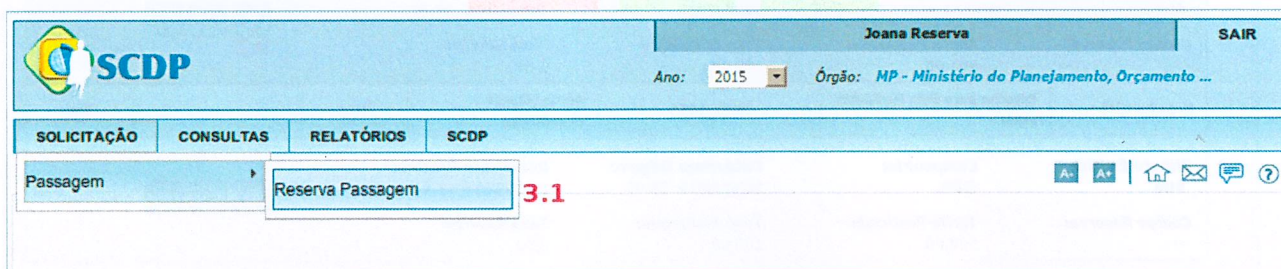 Joana Reserva SAIR
SCDP
Ano: 2015 Órgão: MP - Ministério do Planejamento, Orçamento ...
SOLICITAÇÃO CONSULTAS RELATÓRIOS SCDP
Passagem
Reserva Passagem 3.1
A- A+ ?